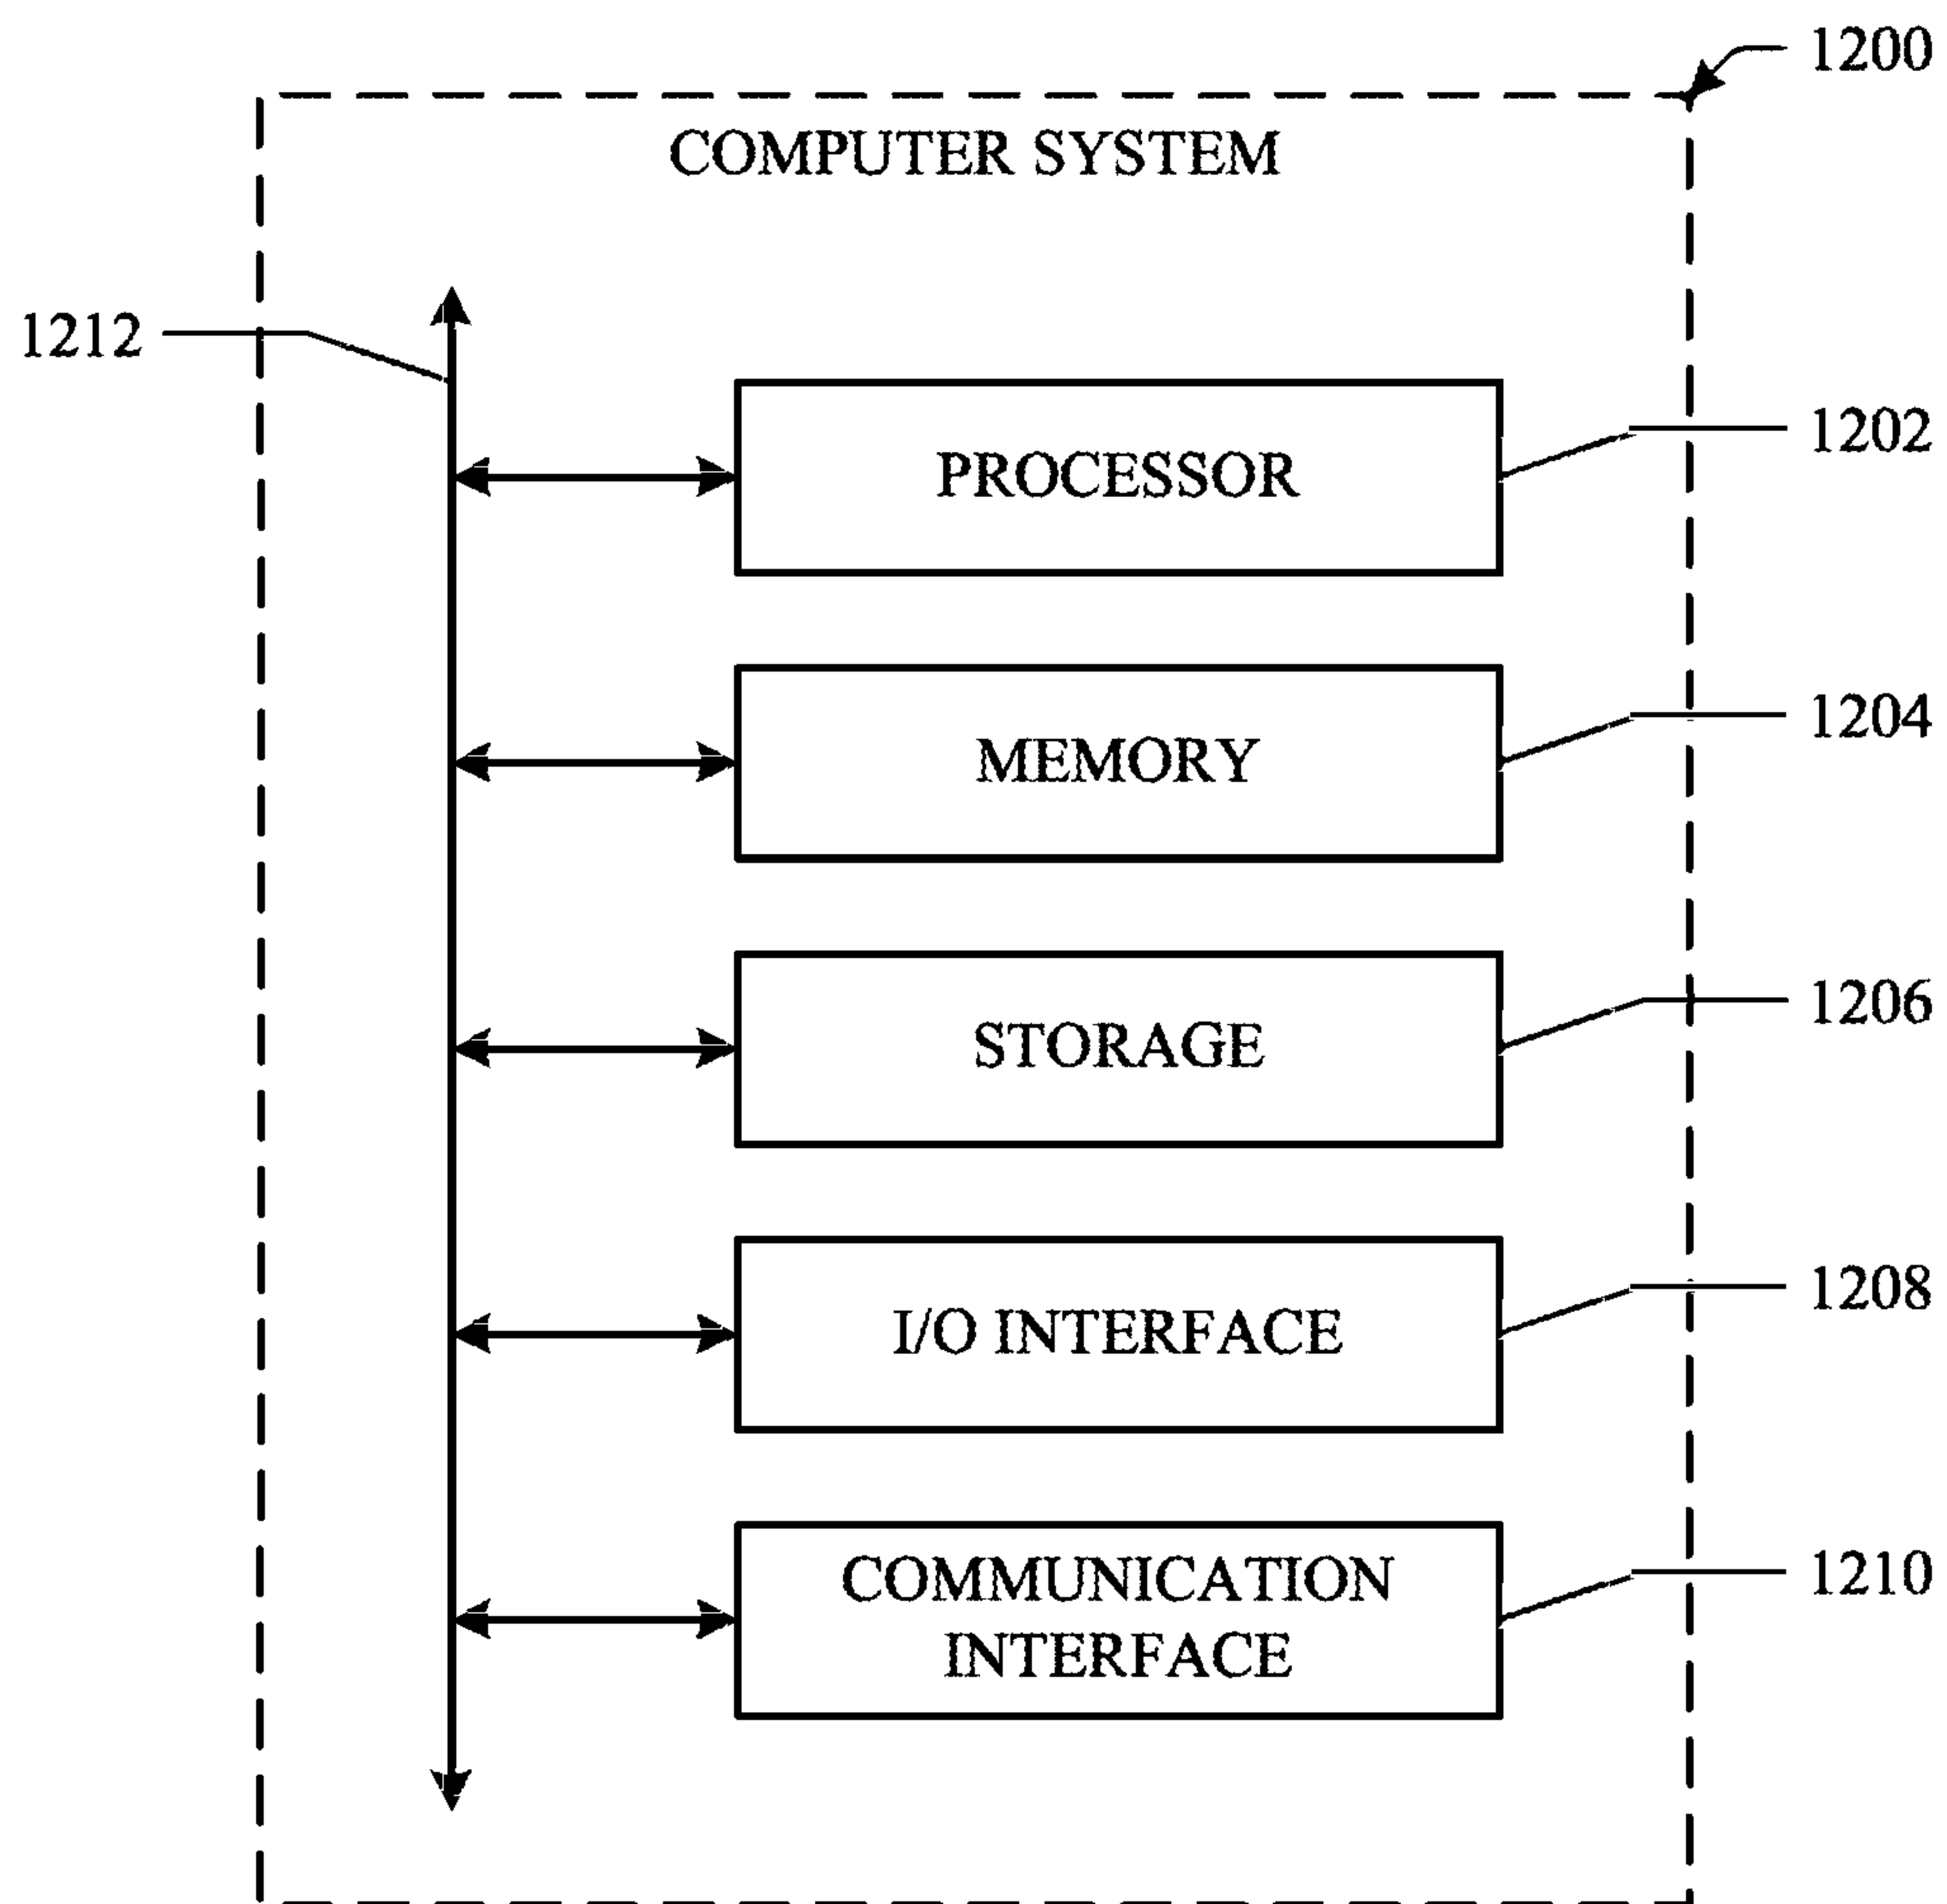 1200
COMPUTER SYSTEM
1212
PROCESSOR
1202
MEMORY
1204
STORAGE
1206
I/O INTERFACE
1208
COMMUNICATION
INTERFACE
1210